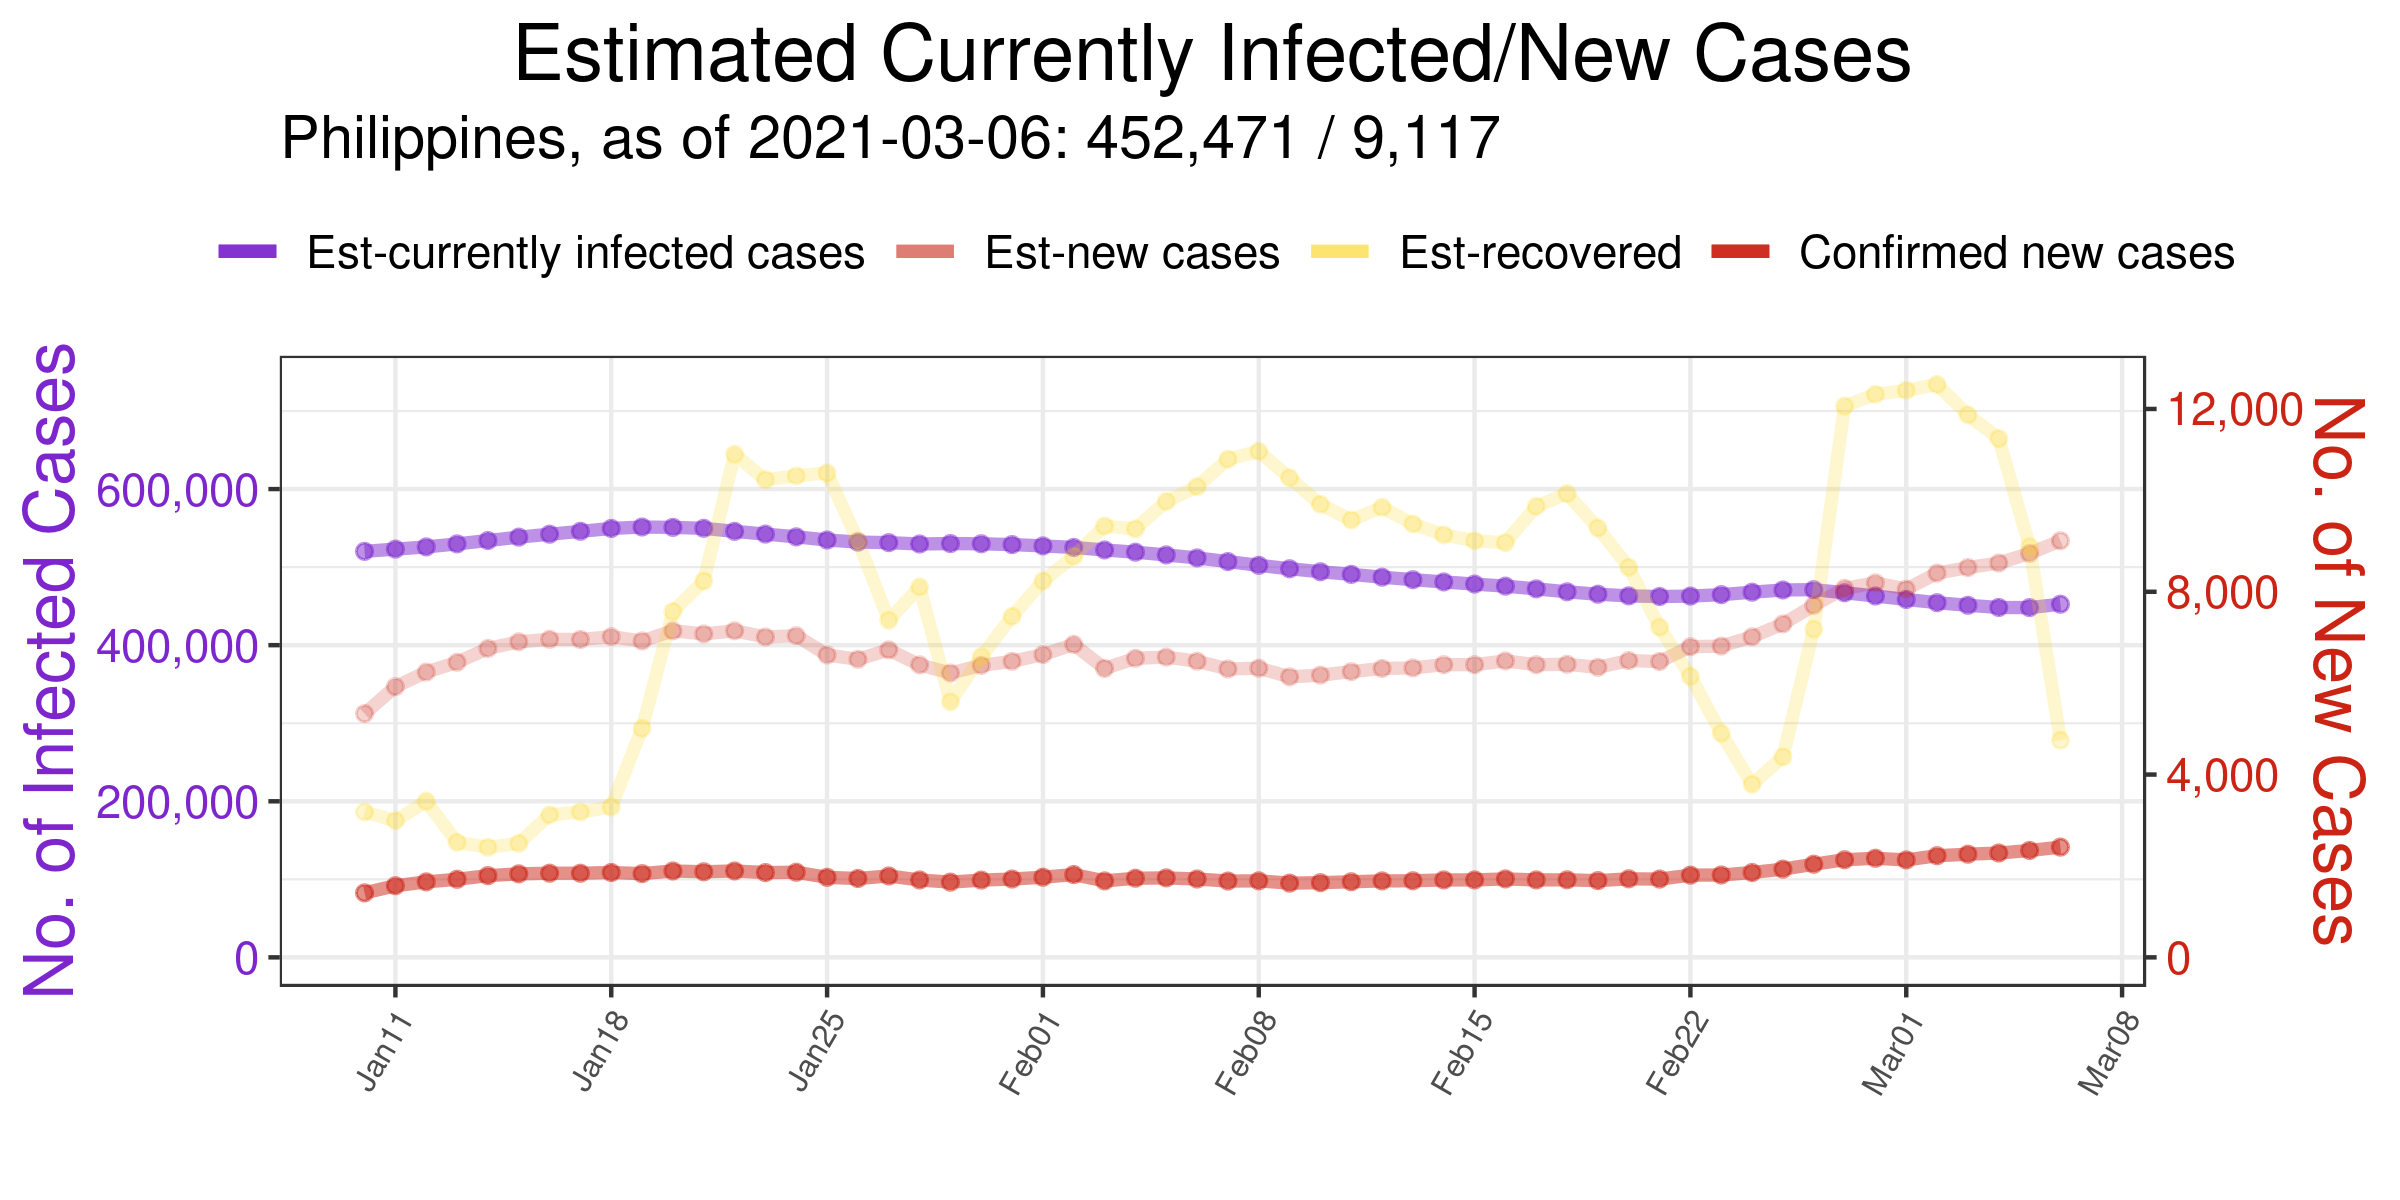 Estimated Currently Infected/New Cases
Philippines, as of 2021-03-06: 452,471 / 9,117
Est-currently infected cases Est-new cases Est-recovered Confirmed new cases
No. of Infected Cases
600,000
400,000
200,000
0
12,000
8,000
4,000
0
No. of New Cases
Jan11 Jan18 Jan25 Feb01 Feb08 Feb15 Feb22 Mar01 Mar08